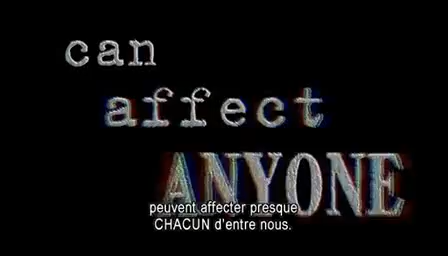 can
affect
ANYONE
peuvent affecter presque
CHACUN d'entre nous.